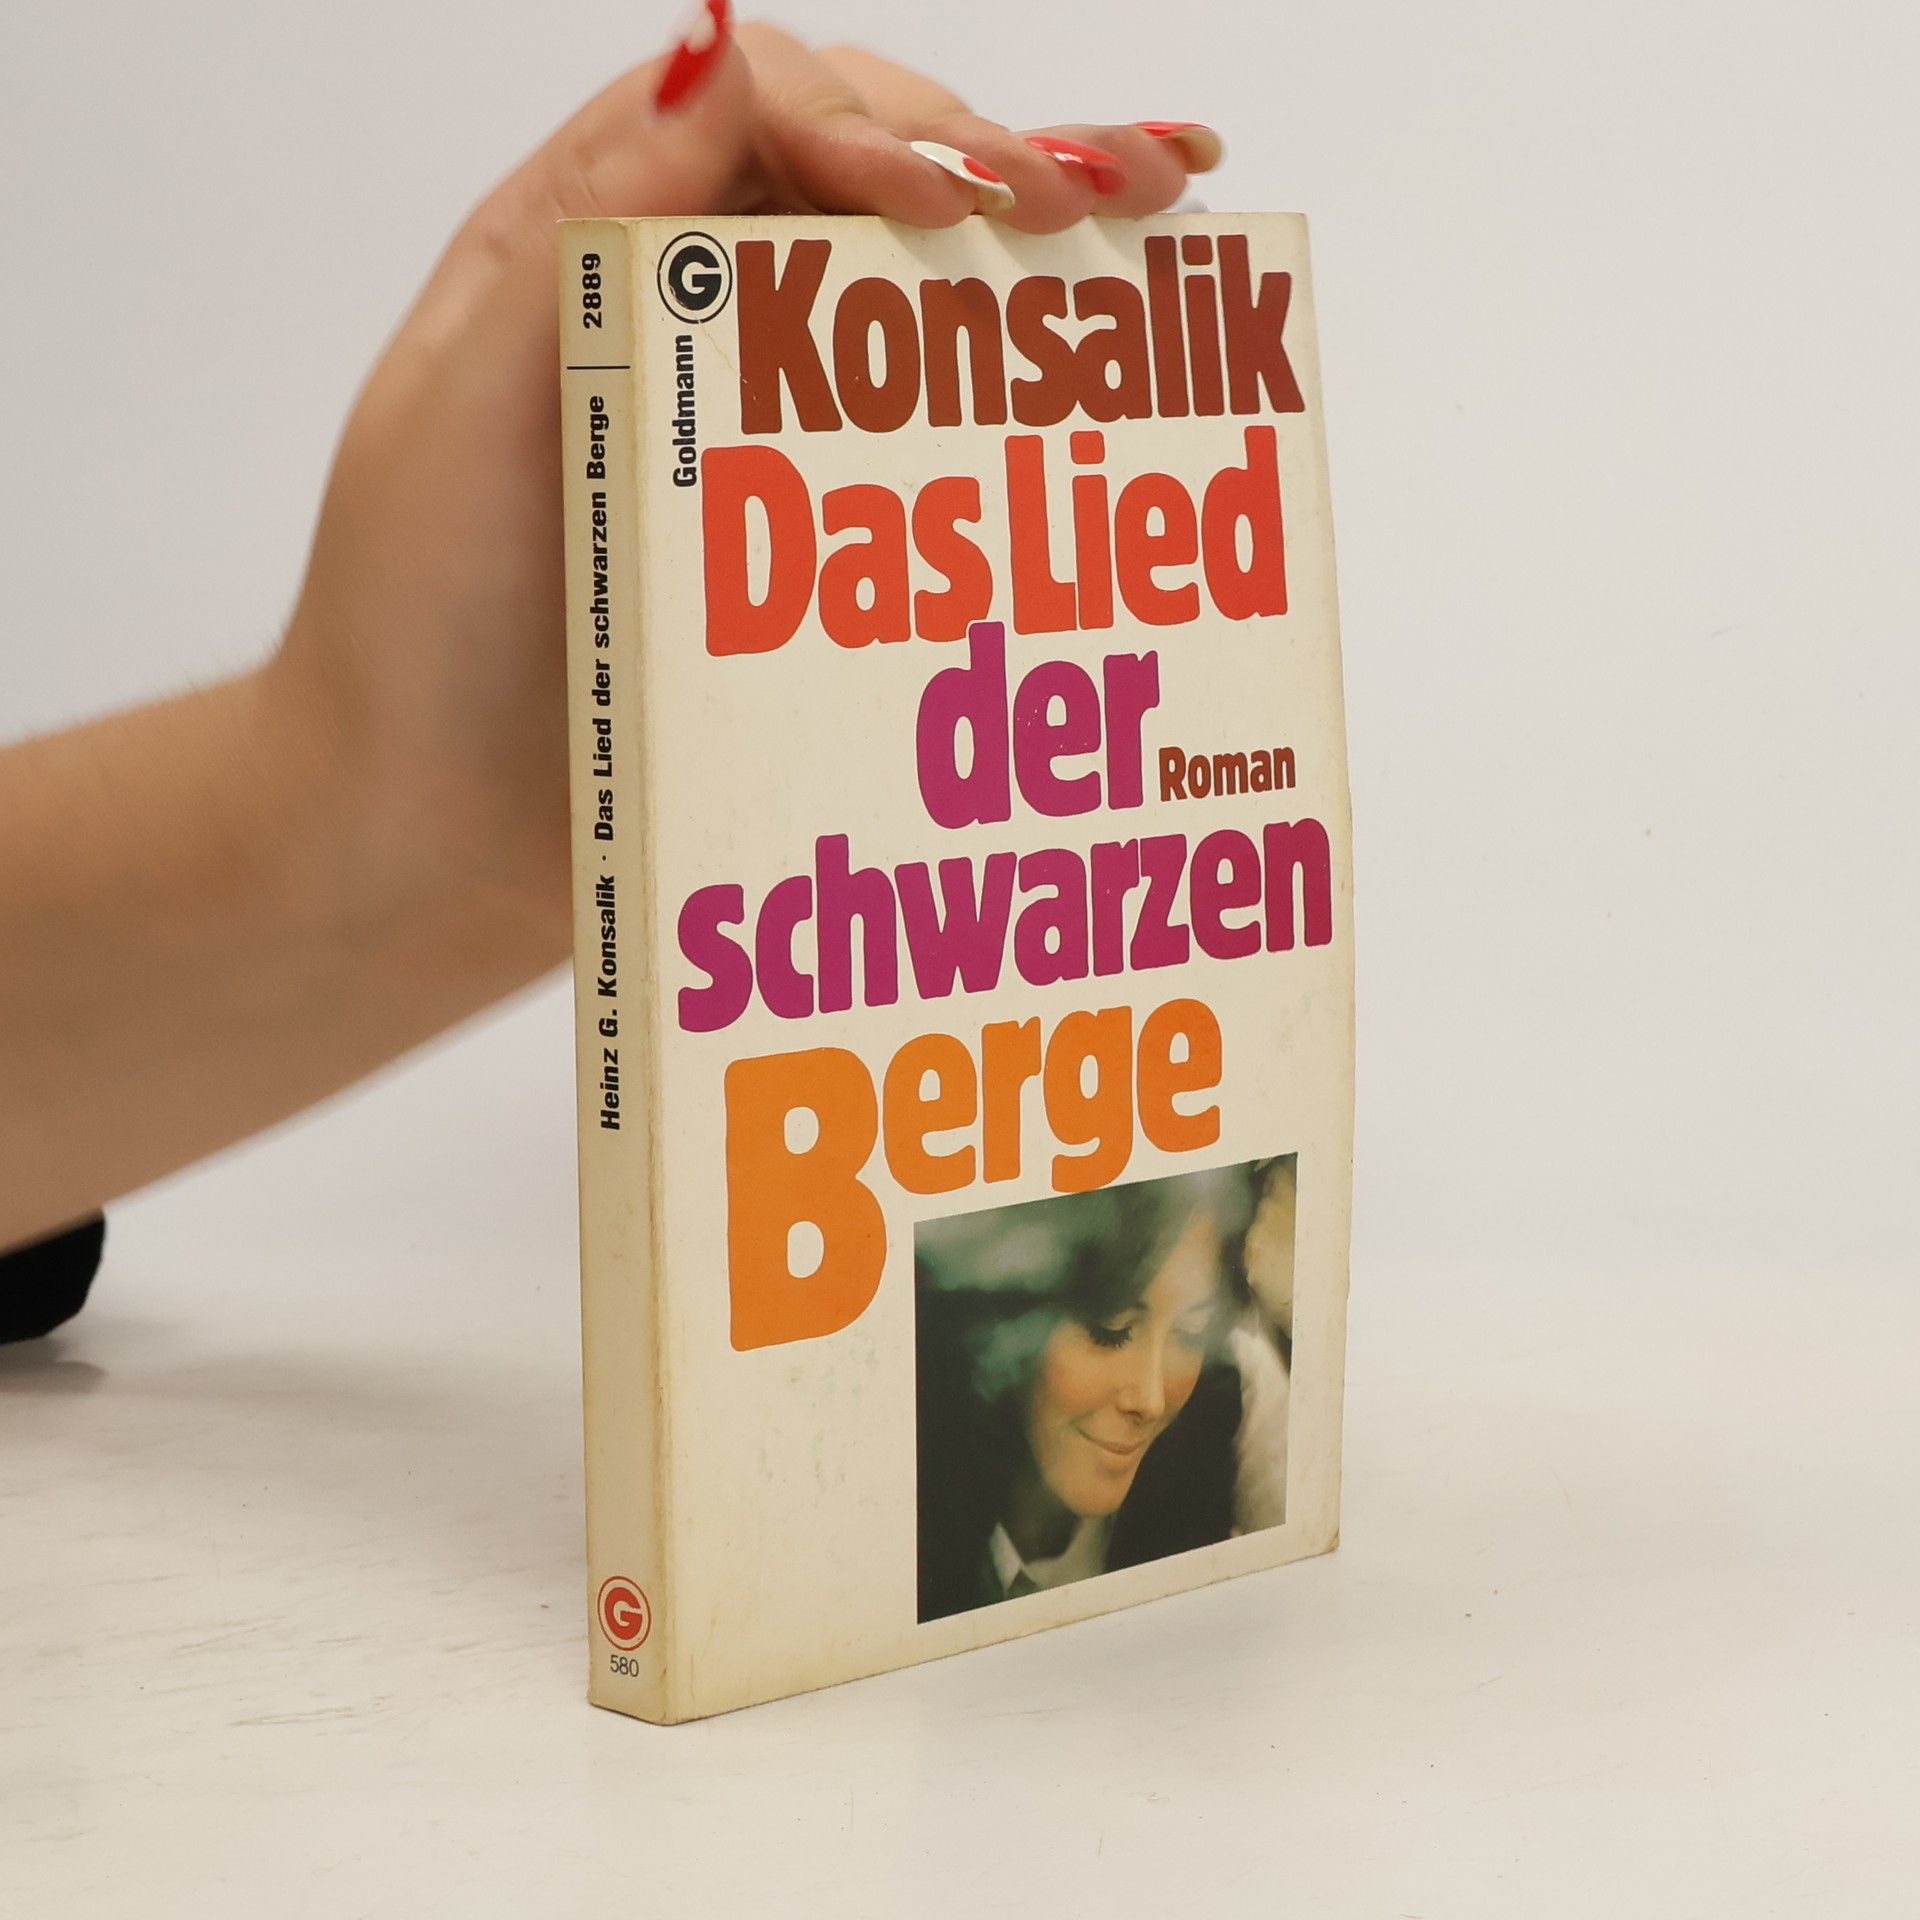 2889
Heinz G. Konsalik · Das Lied der schwarzen Berge
G
580
G
Goldmann
Konsalik
Das Lied
der
Roman
schwarzen
Berge